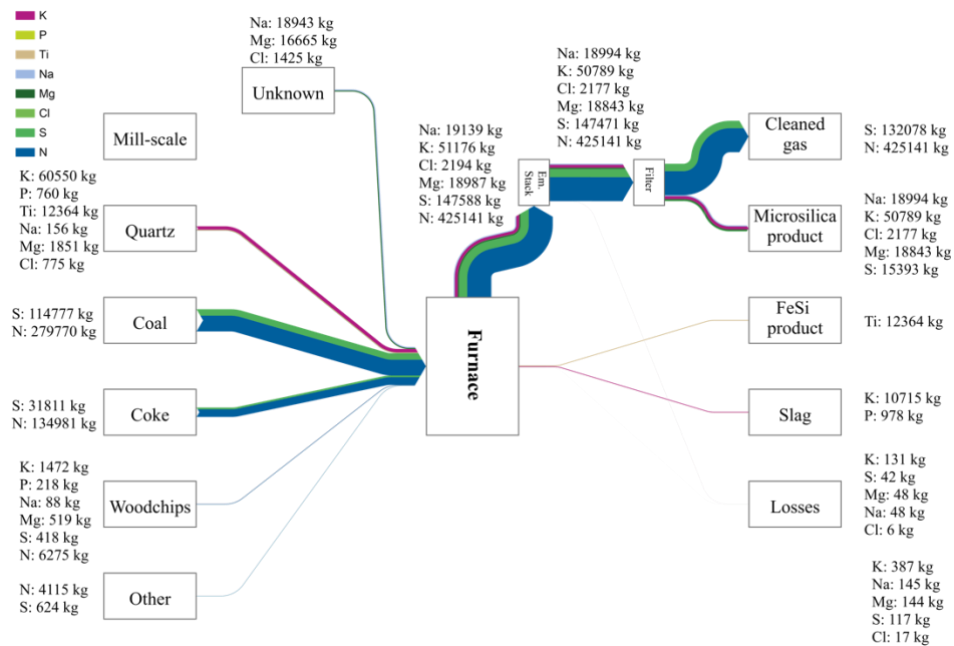 K
P
Ti
Na
Mg
Cl
S
N
Na: 18943 kg
Mg: 16665 kg
Cl: 1425 kg
Unknown
Mill-scale
K: 60550 kg
P: 760 kg
Ti: 12364 kg
Na: 156 kg
Mg: 1851 kg
Cl: 775 kg
Quartz
S: 114777 kg
N: 279770 kg
Coal
S: 31811 kg
N: 134981 kg
Coke
K: 1472 kg
P: 218 kg
Na: 88 kg
Mg: 519 kg
S: 418 kg
N: 6275 kg
Woodchips
N: 4115 kg
S: 624 kg
Other
Furnace
Na: 19139 kg
K: 51176 kg
Cl: 2194 kg
Mg: 18987 kg
S: 147588 kg
N: 425141 kg
Em.
Stack
Na: 18994 kg
K: 50789 kg
Cl: 2177 kg
Mg: 18843 kg
S: 147471 kg
N: 425141 kg
Filter
Cleaned
gas
S: 132078 kg
N: 425141 kg
Microsilica
product
Na: 18994 kg
K: 50789 kg
Cl: 2177 kg
Mg: 18843 kg
S: 15393 kg
FeSi
product
Ti: 12364 kg
Slag
K: 10715 kg
P: 978 kg
Losses
K: 131 kg
S: 42 kg
Mg: 48 kg
Na: 48 kg
Cl: 6 kg
K: 387 kg
Na: 145 kg
Mg: 144 kg
S: 117 kg
Cl: 17 kg